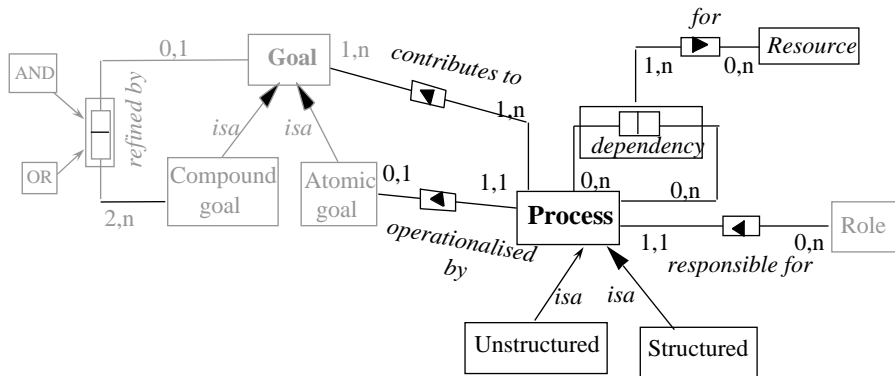 for
0,1
Goal
1,n
contributes to
Resource
AND
1,n
0,n
refined by
1,n
isa
isa
dependency
OR
Compound
goal
Atomic
goal
0,1
1,1
0,n
0,n
2,n
Process
operationalised
by
1,1
0,n
Role
responsible for
isa
isa
Unstructured
Structured